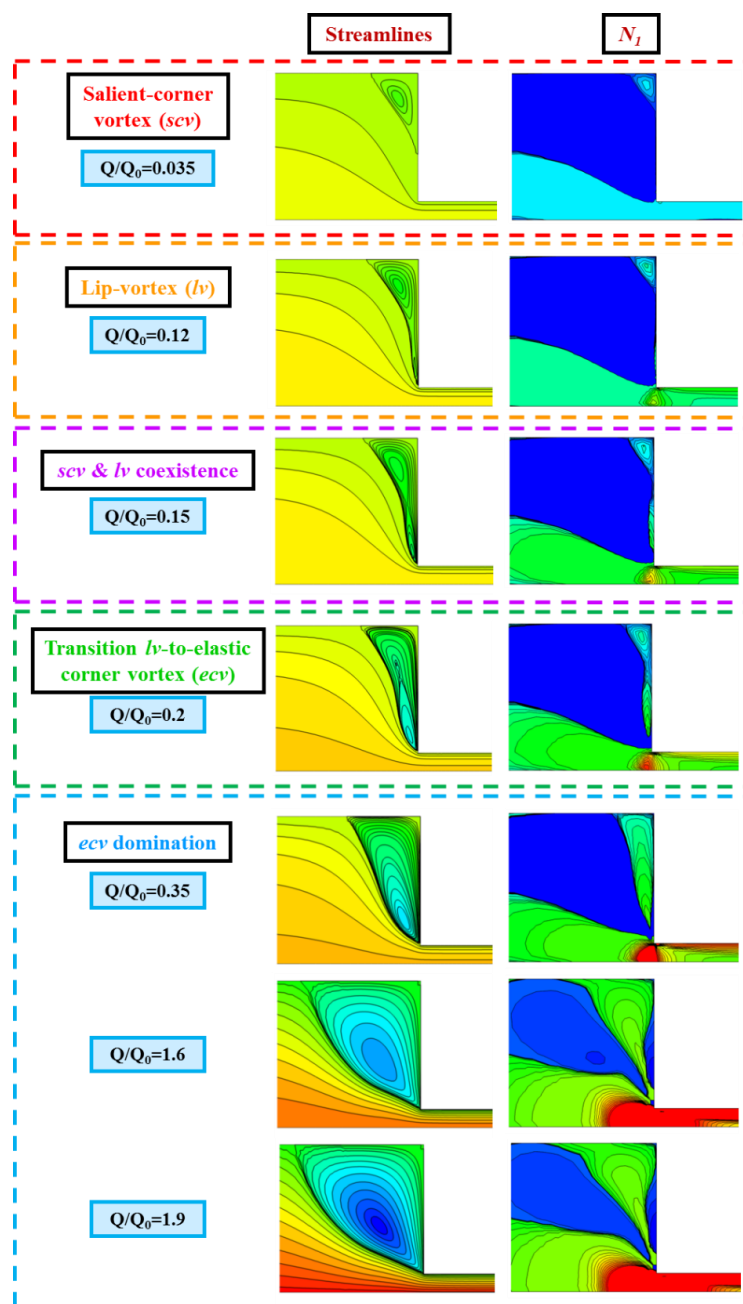 Streamlines
N₁
Salient-corner
vortex (scv)
Q/Q₀=0.035
Lip-vortex (lv)
Q/Q₀=0.12
scv & lv coexistence
Q/Q₀=0.15
Transition lv-to-elastic
corner vortex (ecv)
Q/Q₀=0.2
ecv domination
Q/Q₀=0.35
Q/Q₀=1.6
Q/Q₀=1.9